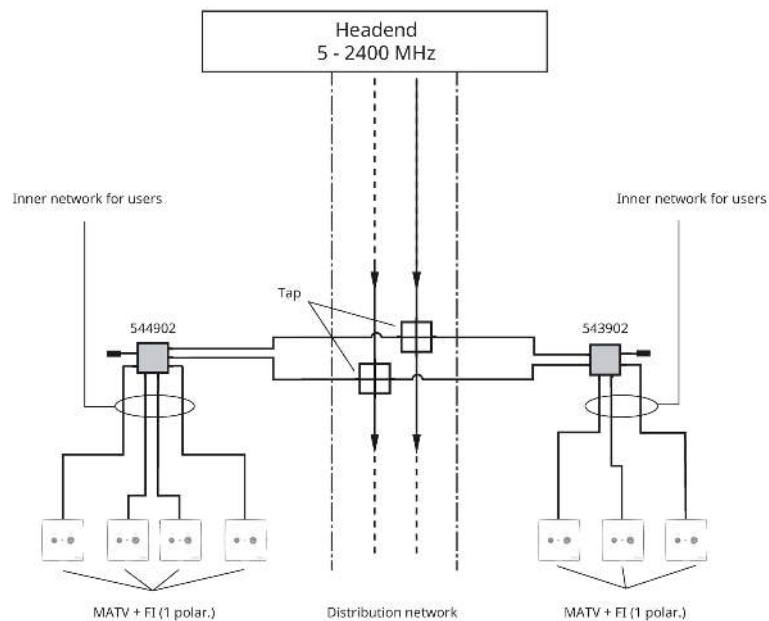 Headend
5 - 2400 MHz
Inner network for users
Inner network for users
Tap
544902
543902
MATV + FI (1 polar.)
Distribution network
MATV + FI (1 polar.)